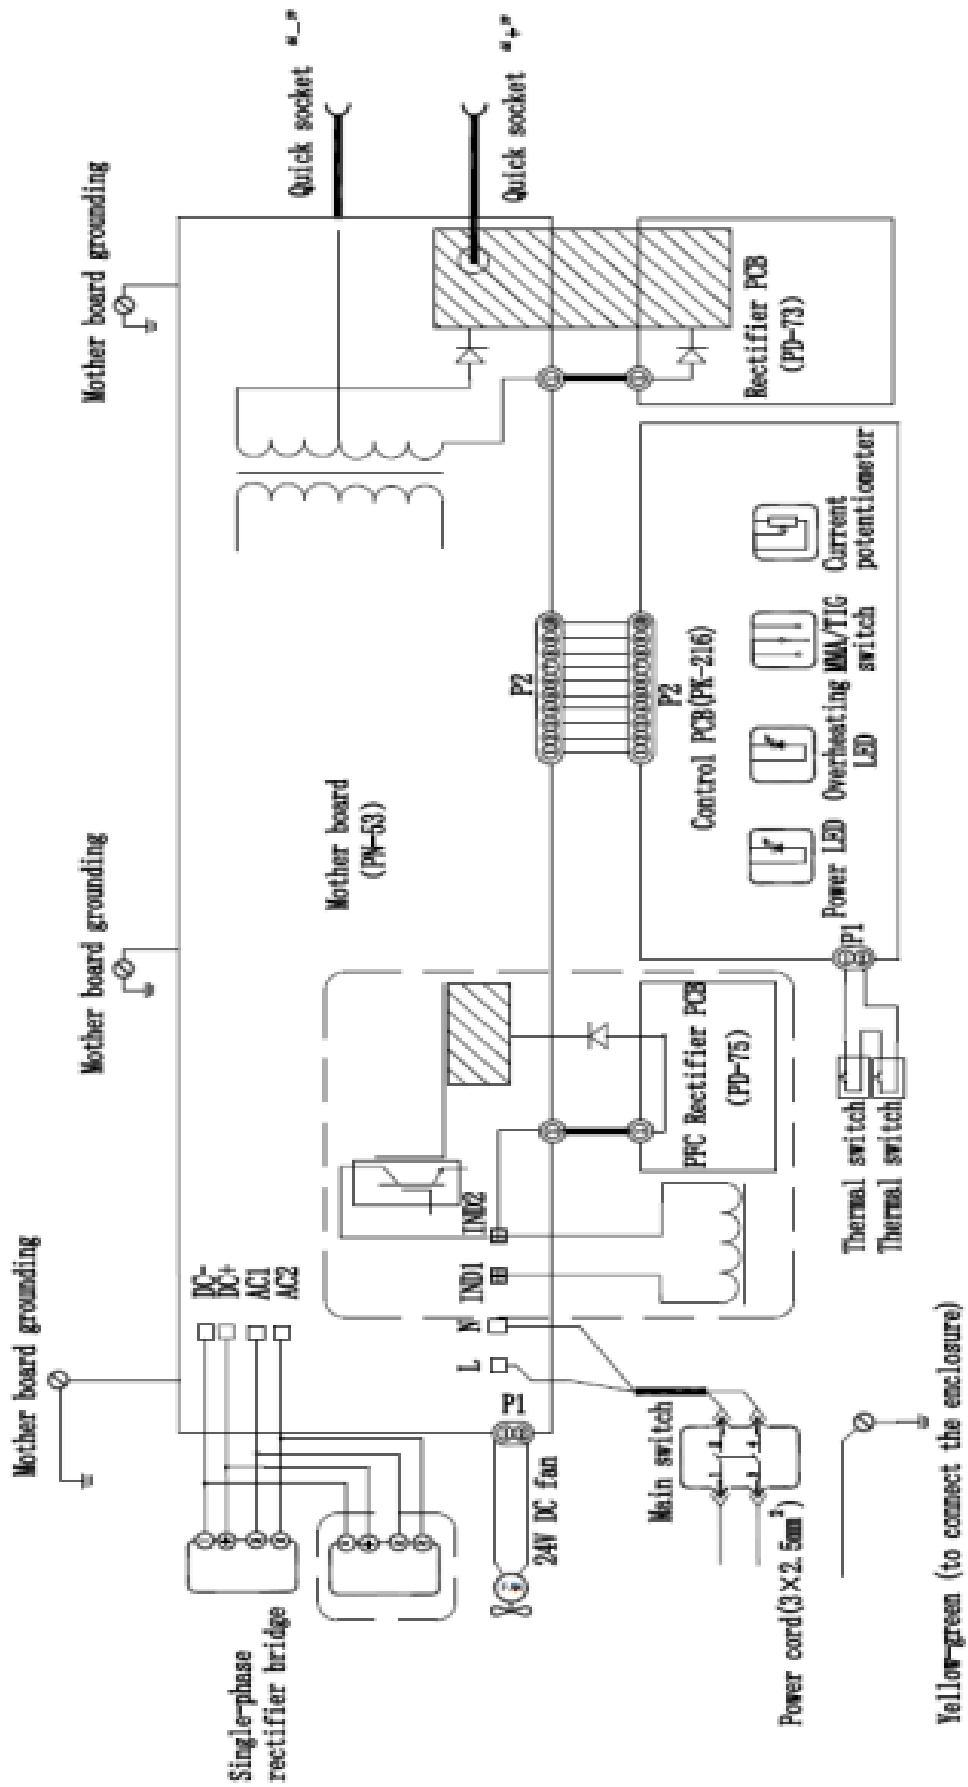 Mother board grounding
Mother board grounding
Mother board grounding
Single-phase
rectifier bridge
DC-
DC+
AC1
AC2
Quick socket "-"
Quick socket "+"
Mother board
(PN-63)
24V DC fan
P1
L
N
IND1
IND2
P2
P2
Control PCB(PK-216)
PFC Rectifier PCB
(PD-75)
Rectifier PCB
(PD-73)
Main switch
Power cord(3×2.5mm²)
Thermal switch
Thermal switch
P1
Power LED
Overheating
LED
MMA/TIG
switch
Current
potentiometer
Yellow-green (to connect the enclosure)